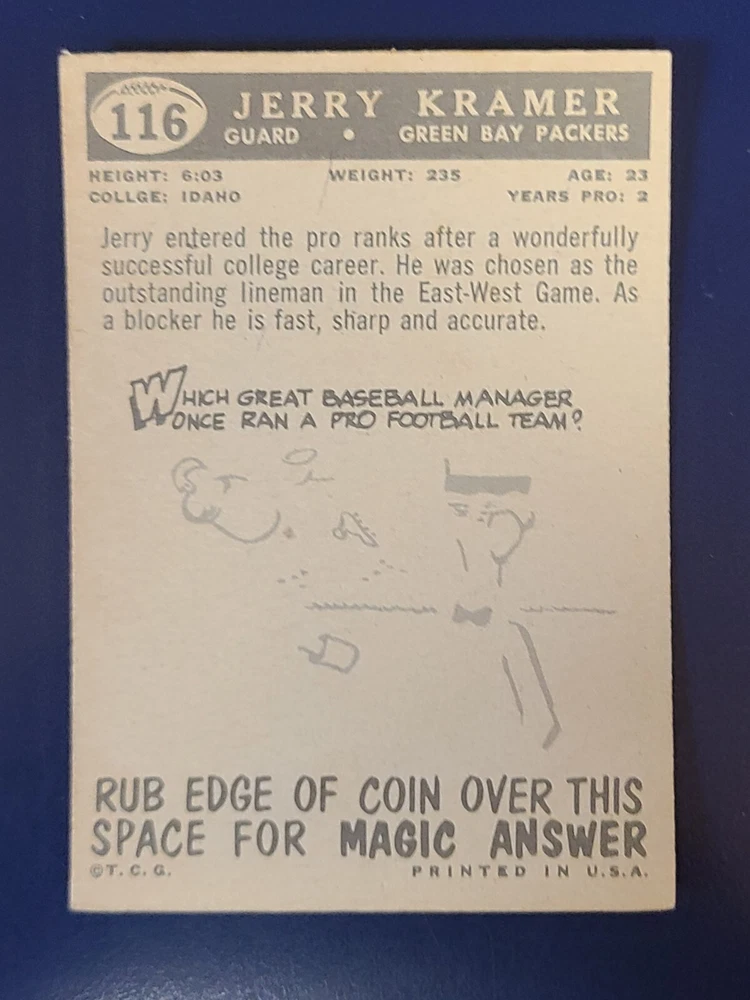 116
JERRY KRAMER
GUARD • GREEN BAY PACKERS
HEIGHT: 6:03 WEIGHT: 235 AGE: 23
COLLGE: IDAHO YEARS PRO: 2
Jerry entered the pro ranks after a wonderfully
successful college career. He was chosen as the
outstanding lineman in the East-West Game. As
a blocker he is fast, sharp and accurate.
WHICH GREAT BASEBALL MANAGER
ONCE RAN A PRO FOOTBALL TEAM?
RUB EDGE OF COIN OVER THIS
SPACE FOR MAGIC ANSWER
©T. C. G. PRINTED IN U.S.A.